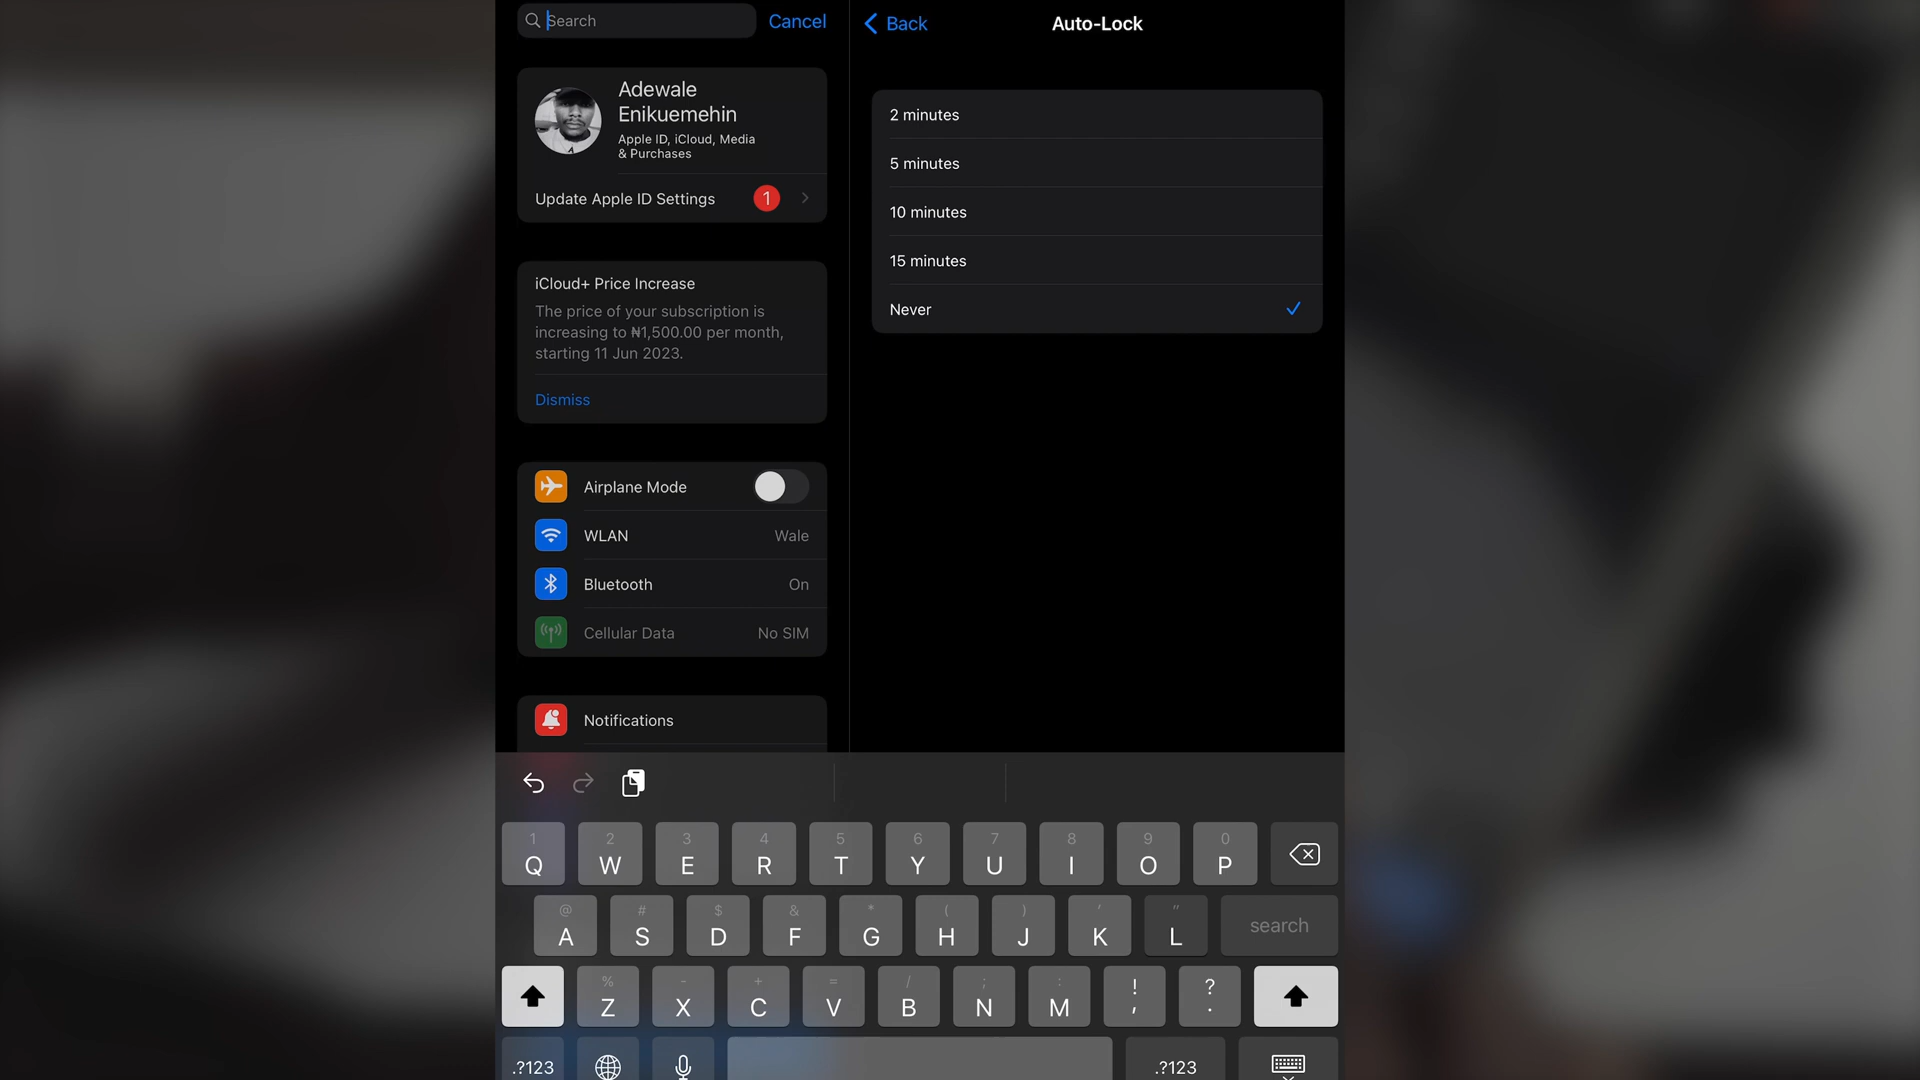 Search
Cancel
Adewale
Enikuemehin
Apple ID, iCloud, Media
& Purchases
Update Apple ID Settings
1
iCloud+ Price Increase
The price of your subscription is
increasing to ₦1,500.00 per month,
starting 11 Jun 2023.
Dismiss
Airplane Mode
WLAN Wale
Bluetooth On
Cellular Data No SIM
Notifications
Back
Auto-Lock
2 minutes
5 minutes
10 minutes
15 minutes
Never
1 2 3 4 5 6 7 8 9 0
Q W E R T Y U I O P
@ # $ & * ( ) ' "
A S D F G H J K L search
% - + = / ; : ! ?
Z X C V B N M , .
.?123 .?123